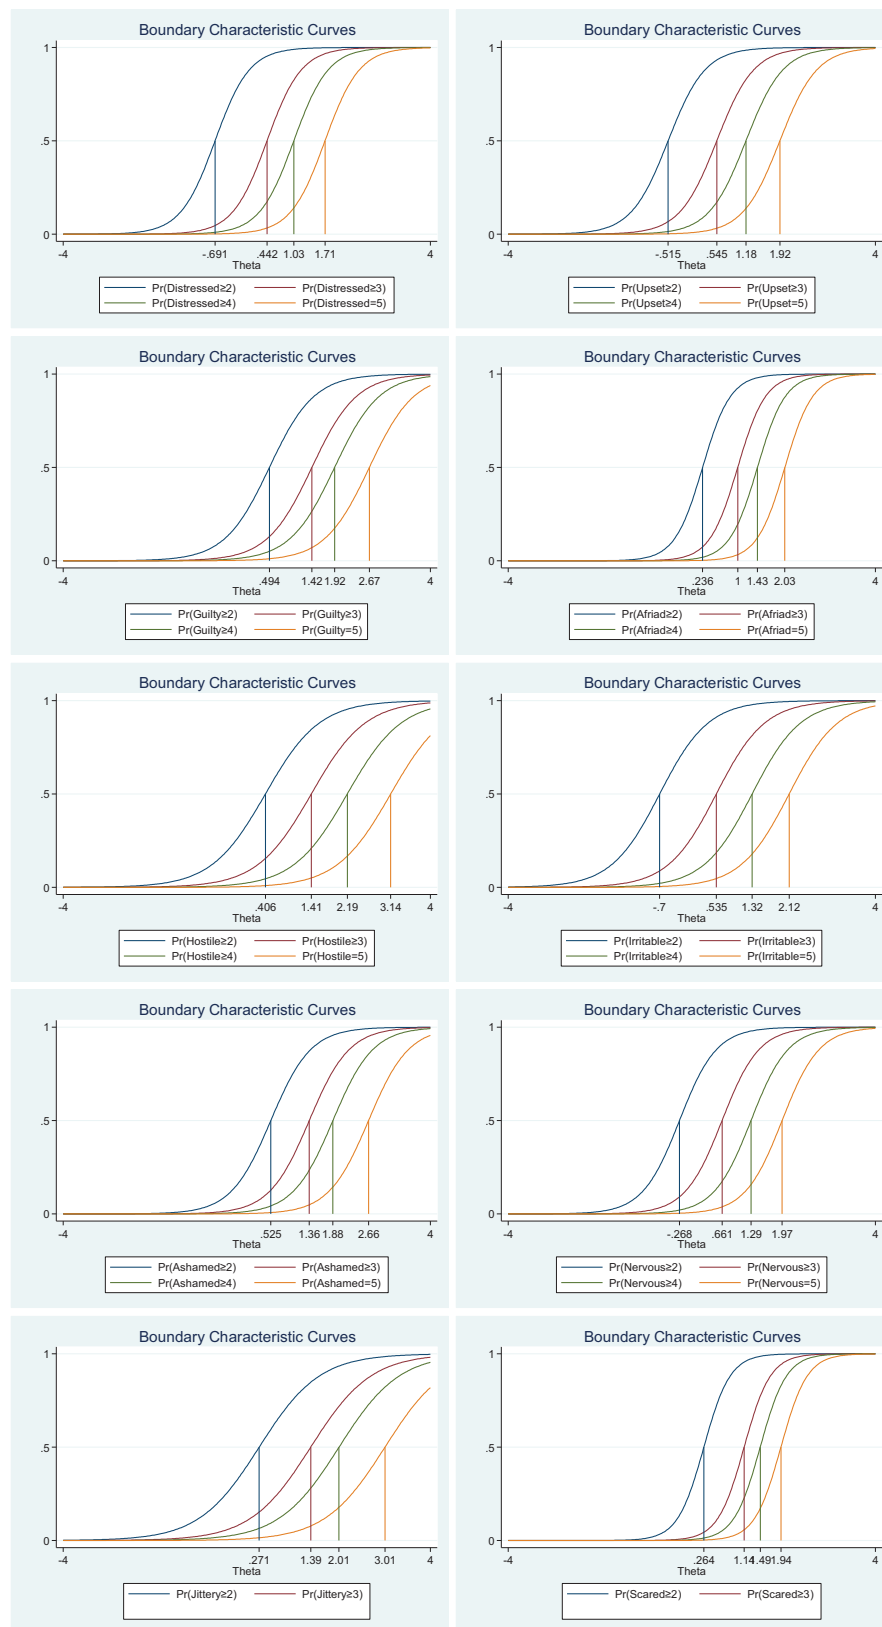 Boundary Characteristic Curves
1
.5
0
-4 -.691 .442 1.03 1.71 4
Theta
Pr(Distressed≥2) Pr(Distressed≥3)
Pr(Distressed≥4) Pr(Distressed=5)
Boundary Characteristic Curves
1
.5
0
-4 -.515 .545 1.18 1.92 4
Theta
Pr(Upset≥2) Pr(Upset≥3)
Pr(Upset≥4) Pr(Upset=5)
Boundary Characteristic Curves
1
.5
0
-4 .494 1.42 1.92 2.67 4
Theta
Pr(Guilty≥2) Pr(Guilty≥3)
Pr(Guilty≥4) Pr(Guilty=5)
Boundary Characteristic Curves
1
.5
0
-4 .236 1 1.43 2.03 4
Theta
Pr(Afriad≥2) Pr(Afriad≥3)
Pr(Afriad≥4) Pr(Afriad=5)
Boundary Characteristic Curves
1
.5
0
-4 .406 1.41 2.19 3.14 4
Theta
Pr(Hostile≥2) Pr(Hostile≥3)
Pr(Hostile≥4) Pr(Hostile=5)
Boundary Characteristic Curves
1
.5
0
-4 -.7 .535 1.32 2.12 4
Theta
Pr(Irritable≥2) Pr(Irritable≥3)
Pr(Irritable≥4) Pr(Irritable=5)
Boundary Characteristic Curves
1
.5
0
-4 .525 1.36 1.88 2.66 4
Theta
Pr(Ashamed≥2) Pr(Ashamed≥3)
Pr(Ashamed≥4) Pr(Ashamed=5)
Boundary Characteristic Curves
1
.5
0
-4 -.268 .661 1.29 1.97 4
Theta
Pr(Nervous≥2) Pr(Nervous≥3)
Pr(Nervous≥4) Pr(Nervous=5)
Boundary Characteristic Curves
1
.5
0
-4 .271 1.39 2.01 3.01 4
Theta
Pr(Jittery≥2) Pr(Jittery≥3)
Boundary Characteristic Curves
1
.5
0
-4 .264 1.14 1.49 1.94 4
Theta
Pr(Scared≥2) Pr(Scared≥3)